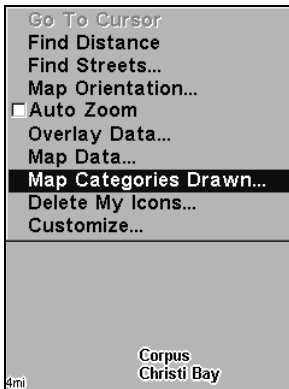 Go To Cursor
Find Distance
Find Streets...
Map Orientation...
Auto Zoom
Overlay Data...
Map Data...
Map Categories Drawn...
Delete My Icons...
Customize...
Corpus
Christi Bay
4mi